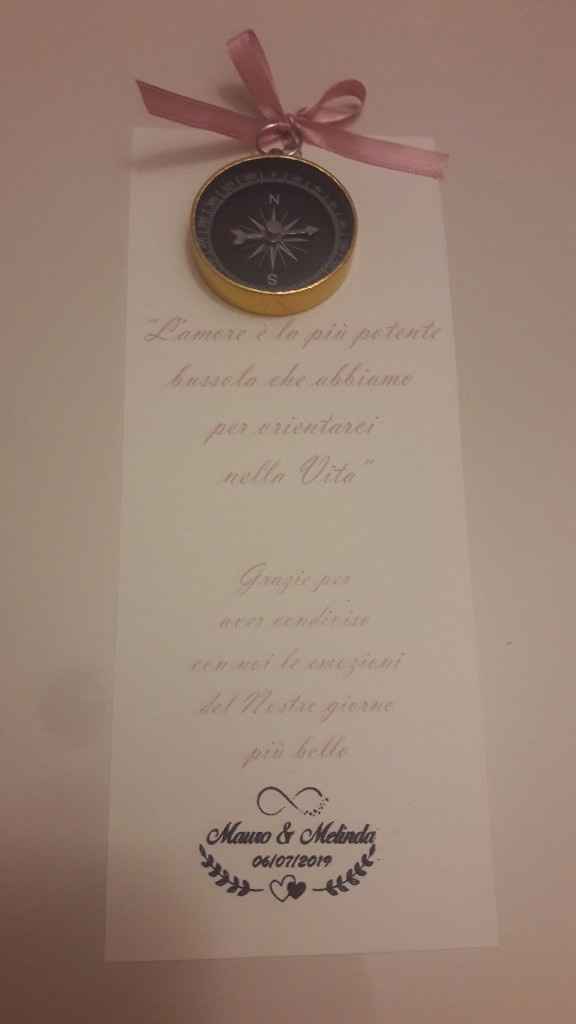 N
S
"L'amore è la più potente
bussola che abbiamo
per orientarci
nella Vita"
Grazie per
aver condiviso
con noi le emozioni
del Nostro giorno
più bello
Mauro & Melinda
06/07/2019